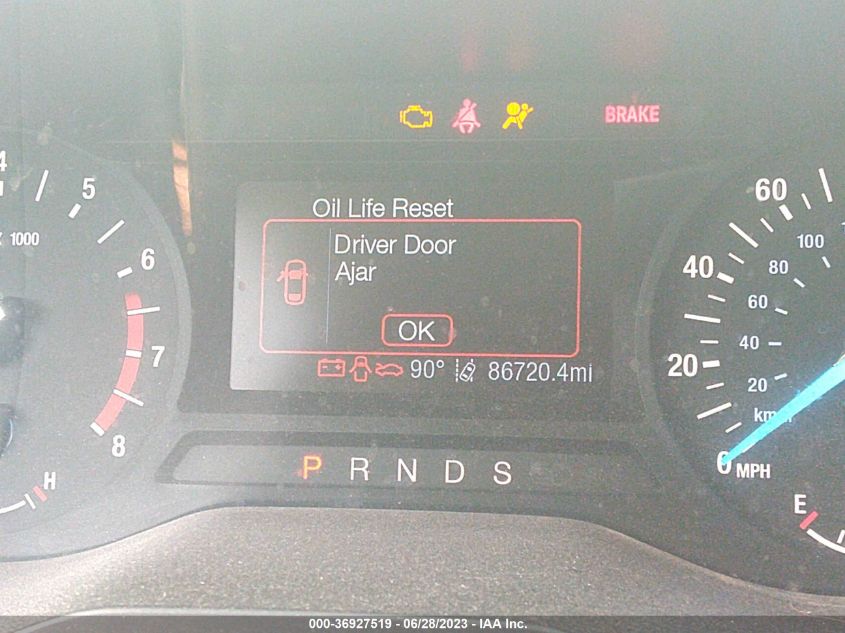 BRAKE
4
5
X 1000
6
7
8
H
Oil Life Reset
Driver Door
Ajar
OK
90° 86720.4mi
P R N D S
60
100
40
80
60
20
40
20
0 MPH
E
000-36927519 / 06/28/2023 - IAA Inc.